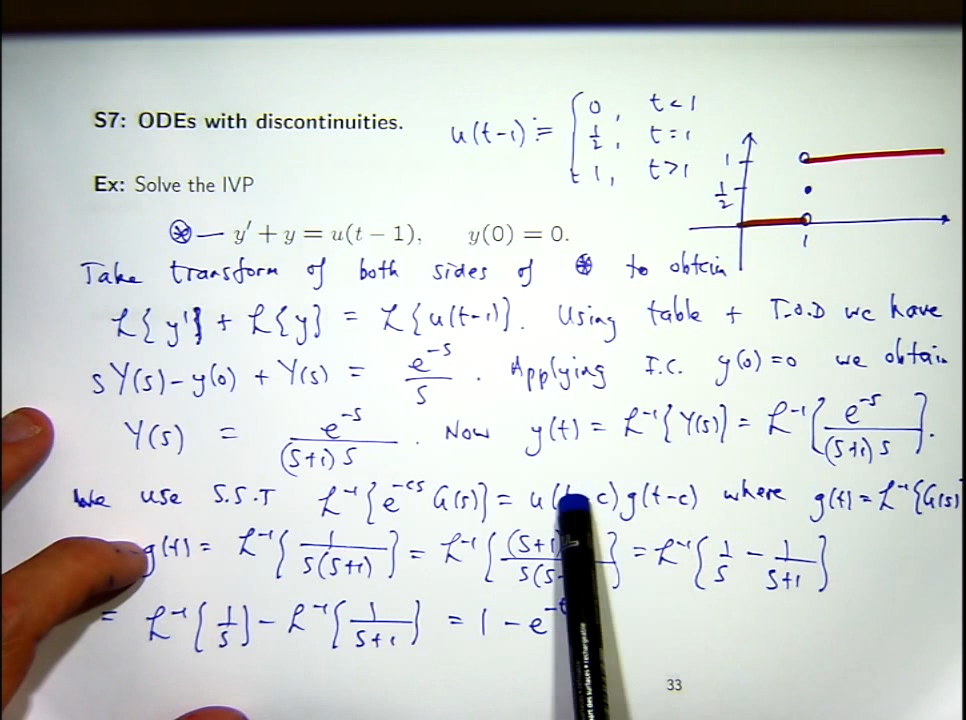 S7: ODEs with discontinuities.
u(t-1) := { 0, t<1
1/2, t=1
1, t>1
1
1/2
1
Ex: Solve the IVP
⊛ — y′ + y = u(t − 1), y(0) = 0.
Take transform of both sides of ⊛ to obtain
ℒ{y'} + ℒ{y} = ℒ{u(t-1)}. Using table + T.O.D we have
sY(s) - y(0) + Y(s) = e^{-s}/s. Applying I.C. y(0)=0 we obtain
Y(s) = e^{-s}/((s+1)s). Now y(t) = ℒ^{-1}{Y(s)} = ℒ^{-1}{e^{-s}/((s+1)s)}.
We use S.S.T ℒ^{-1}{e^{-cs} G(s)} = u(t-c)g(t-c) where g(t) = ℒ^{-1}{G(s)
g(t) = ℒ^{-1}{1/(s(s+1))} = ℒ^{-1}{(s+1)-/s(s } = ℒ^{-1}{1/s - 1/(s+1)}
= ℒ^{-1}{1/s} - ℒ^{-1}{1/(s+1)} = 1 - e^{-t}
33